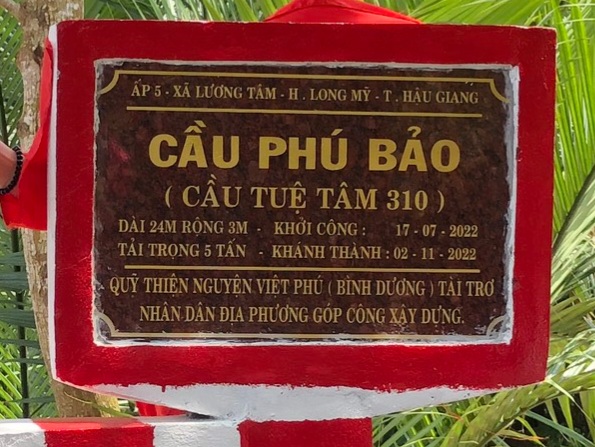 ẤP 5 - XÃ LƯƠNG TÂM - H . LONG MỸ - T . HẬU GIANG
CẦU PHÚ BẢO
( CẦU TUỆ TÂM 310 )
DÀI 24M RỘNG 3M - KHỞI CÔNG : 17 - 07 - 2022
TẢI TRỌNG 5 TẤN - KHÁNH THÀNH : 02 - 11 - 2022
QUỸ THIỆN NGUYỆN VIỆT PHÚ ( BÌNH DƯƠNG ) TÀI TRỢ
NHÂN DÂN ĐỊA PHƯƠNG GÓP CÔNG XÂY DỰNG.